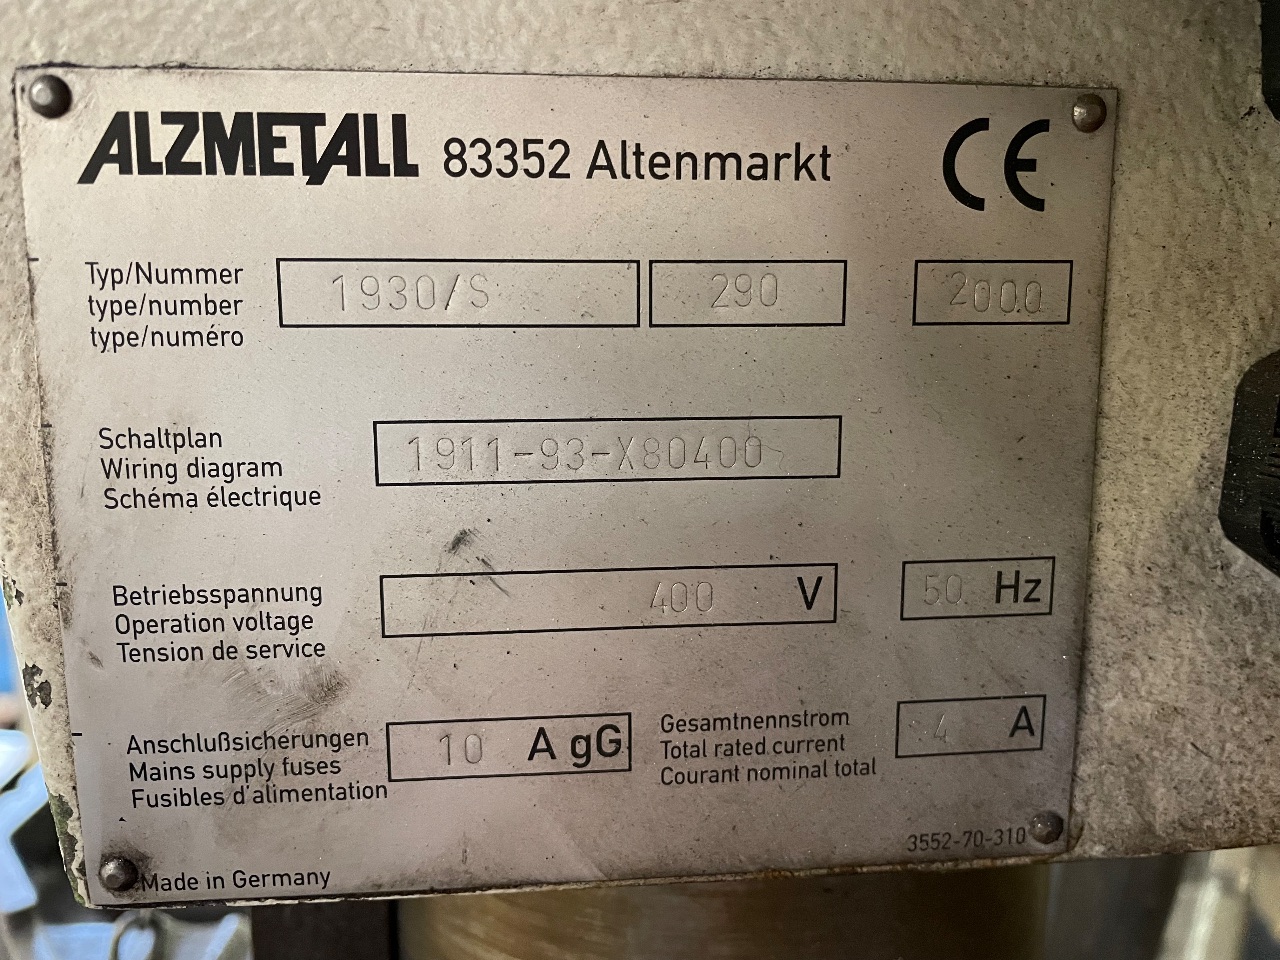 ALZMETALL 83352 Altenmarkt CE
Typ/Nummer
type/number
type/numéro
1930/S 290 2000
Schaltplan
Wiring diagram
Schéma électrique
1911-93-X80400
Betriebsspannung
Operation voltage
Tension de service
400 V 50 Hz
Anschlußsicherungen
Mains supply fuses
Fusibles d'alimentation
10 A gG
Gesamtnennstrom
Total rated current
Courant nominal total
4 A
3552-70-310
Made in Germany